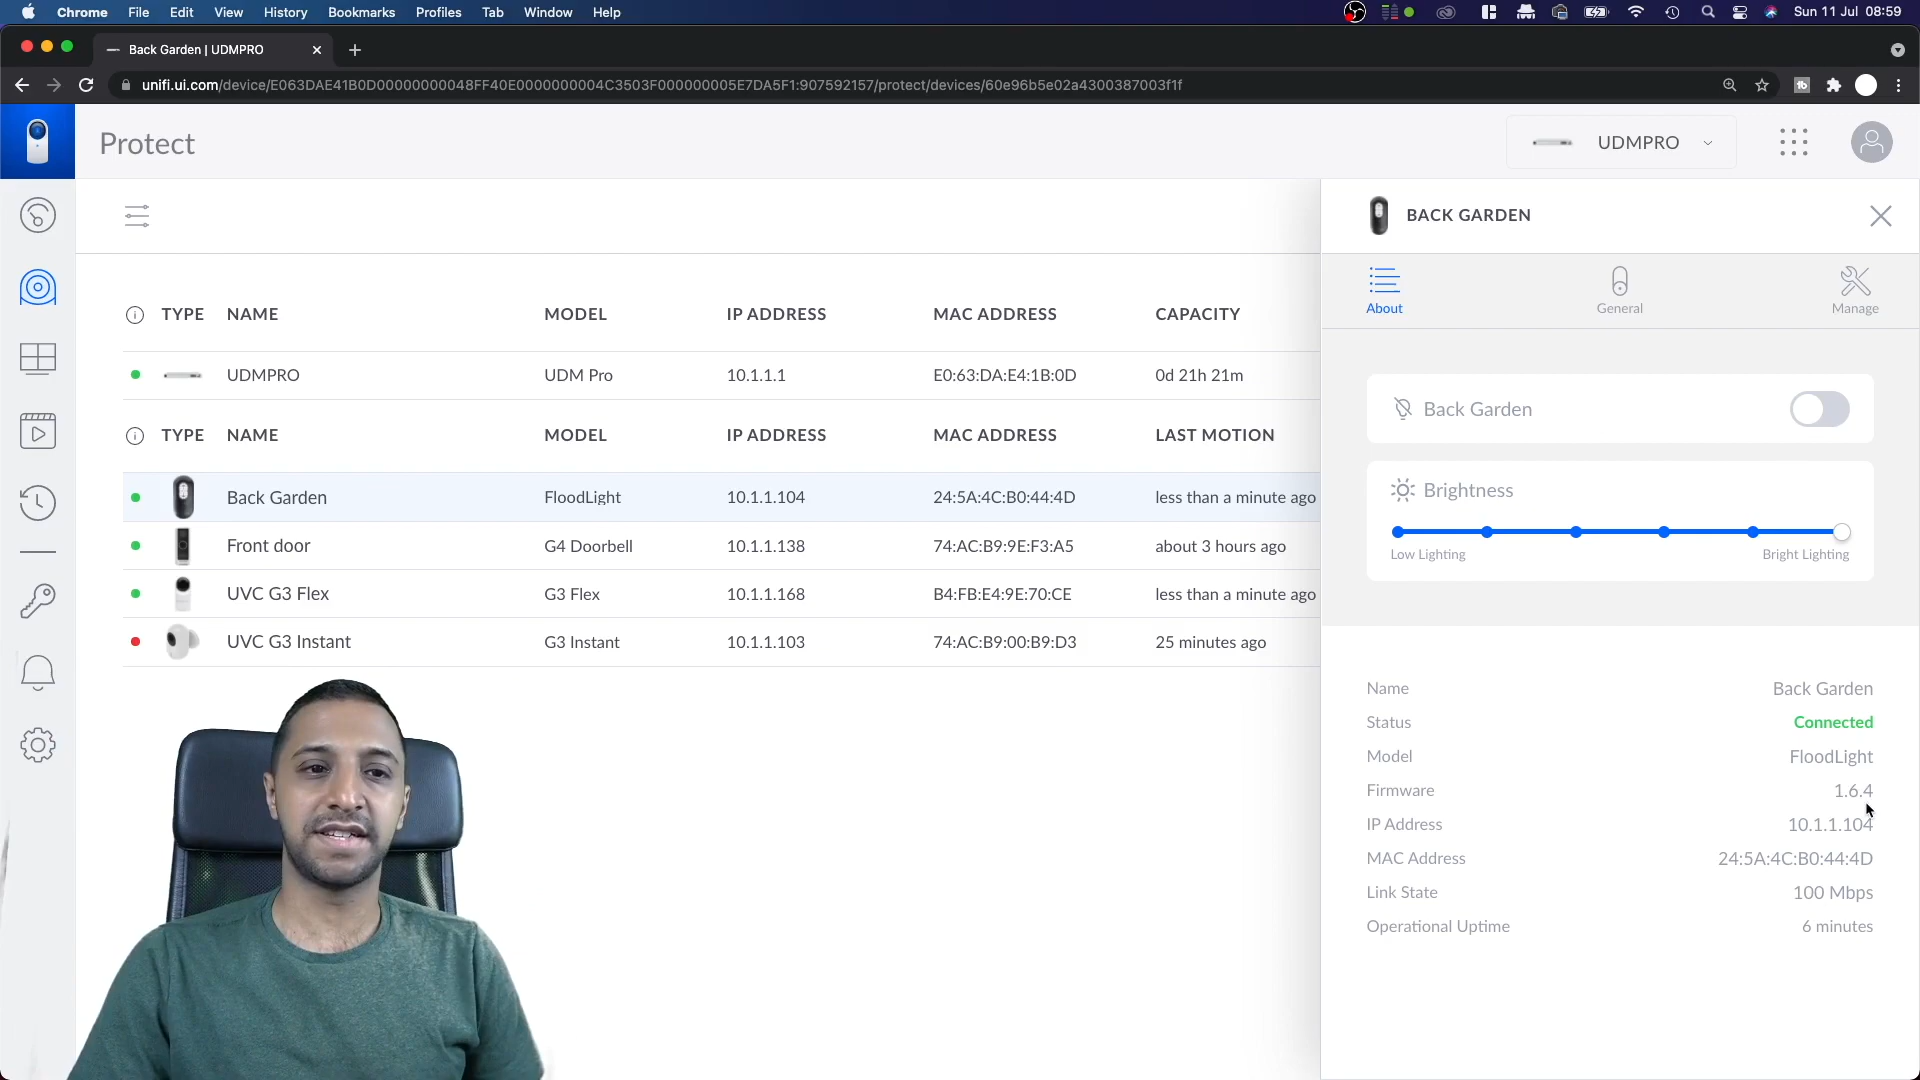 Chrome File Edit View History Bookmarks Profiles Tab Window Help Sun 11 Jul 08:59
Back Garden | UDMPRO
unifi.ui.com/device/E063DAE41B0D00000000048FF40E0000000004C3503F000000005E7DA5F1:907592157/protect/devices/60e96b5e02a4300387003f1f
Protect UDMPRO
BACK GARDEN
About General Manage
TYPE NAME MODEL IP ADDRESS MAC ADDRESS CAPACITY
UDMPRO UDM Pro 10.1.1.1 E0:63:DA:E4:1B:0D 0d 21h 21m
TYPE NAME MODEL IP ADDRESS MAC ADDRESS LAST MOTION
Back Garden FloodLight 10.1.1.104 24:5A:4C:B0:44:4D less than a minute ago
Front door G4 Doorbell 10.1.1.138 74:AC:B9:9E:F3:A5 about 3 hours ago
UVC G3 Flex G3 Flex 10.1.1.168 B4:FB:E4:9E:70:CE less than a minute ago
UVC G3 Instant G3 Instant 10.1.1.103 74:AC:B9:00:B9:D3 25 minutes ago
Back Garden
Brightness
Low Lighting Bright Lighting
Name Back Garden
Status Connected
Model FloodLight
Firmware 1.6.4
IP Address 10.1.1.104
MAC Address 24:5A:4C:B0:44:4D
Link State 100 Mbps
Operational Uptime 6 minutes